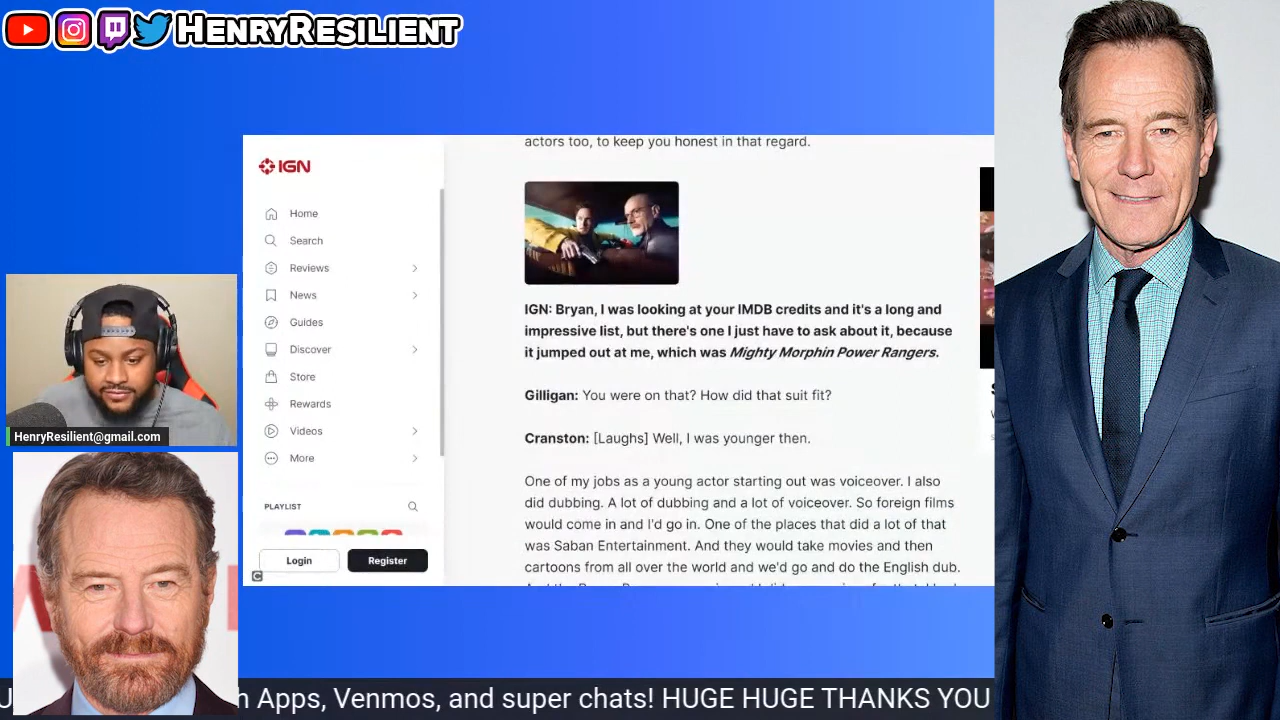 HENRYRESILIENT
actors too, to keep you honest in that regard.
IGN
Home
Search
Reviews
News
Guides
Discover
Store
Rewards
Videos
More
PLAYLIST
Login
Register
IGN: Bryan, I was looking at your IMDB credits and it's a long and
impressive list, but there's one I just have to ask about it, because
it jumped out at me, which was Mighty Morphin Power Rangers.
Gilligan: You were on that? How did that suit fit?
Cranston: [Laughs] Well, I was younger then.
One of my jobs as a young actor starting out was voiceover. I also
did dubbing. A lot of dubbing and a lot of voiceover. So foreign films
would come in and I'd go in. One of the places that did a lot of that
was Saban Entertainment. And they would take movies and then
cartoons from all over the world and we'd go and do the English dub.
HenryResilient@gmail.com
Apps, Venmos, and super chats! HUGE HUGE THANKS YOU